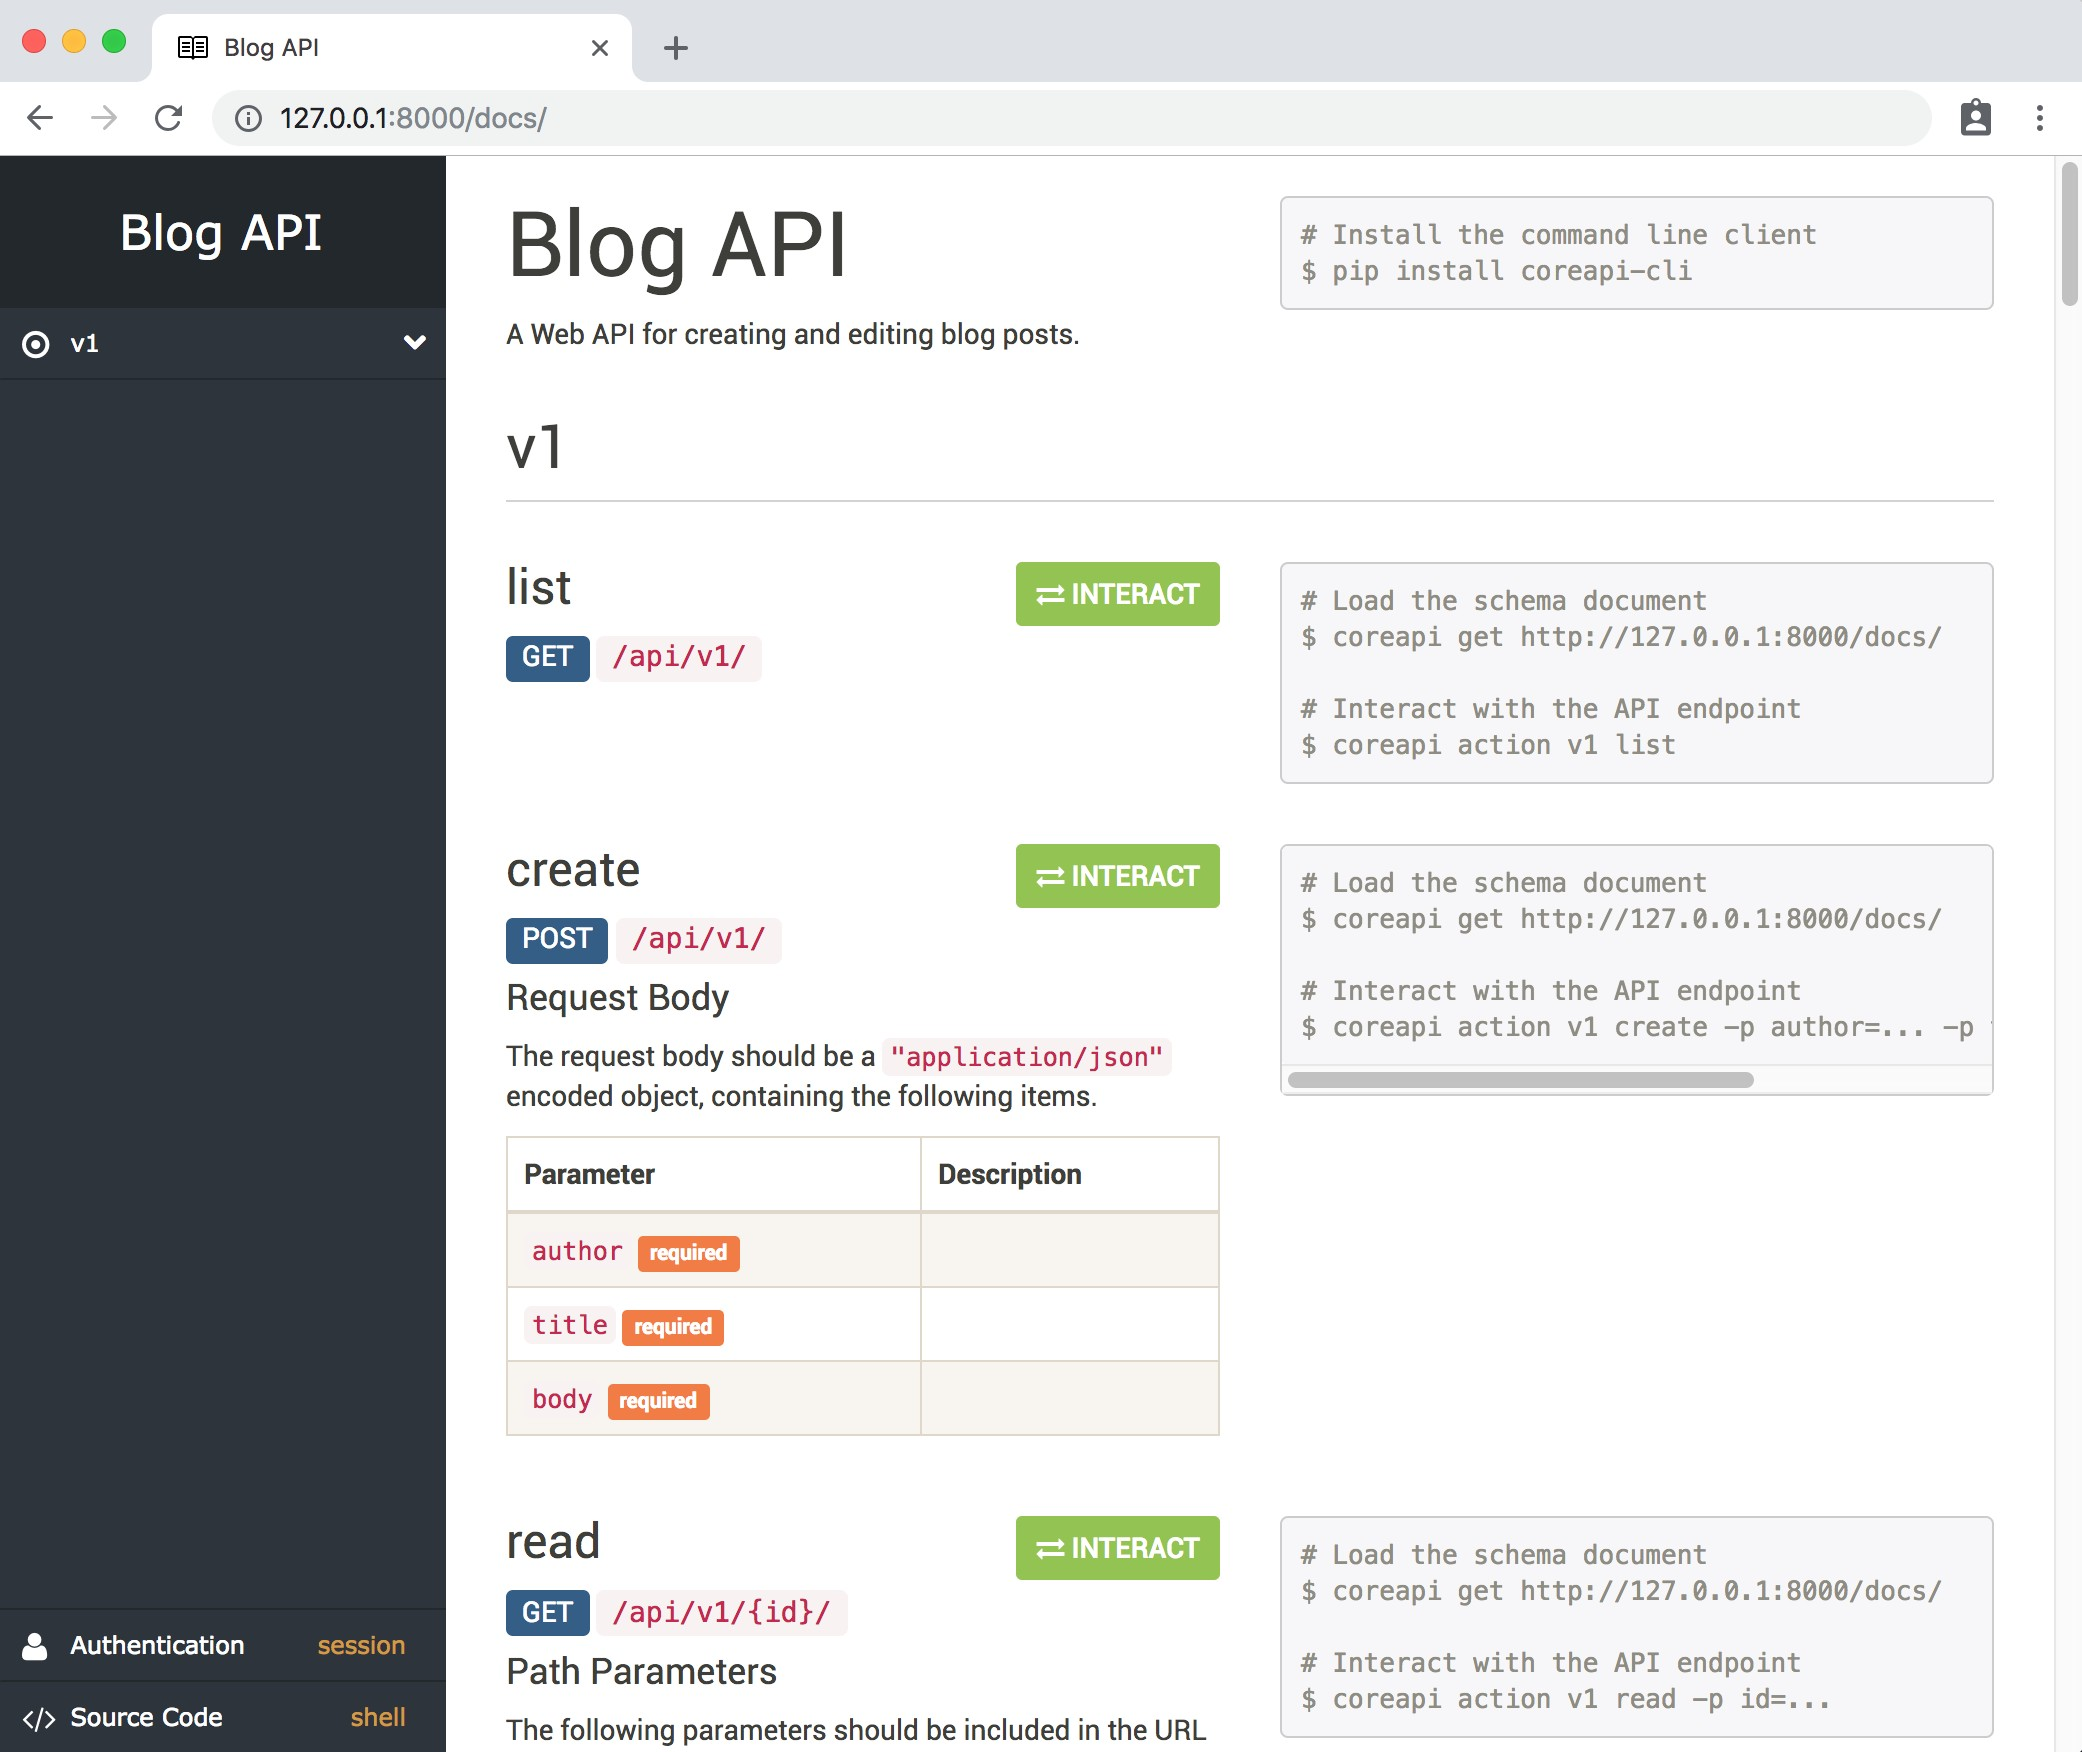 Blog API
127.0.0.1:8000/docs/
Blog API
v1
Authentication session
Source Code shell
Blog API
A Web API for creating and editing blog posts.
# Install the command line client
$ pip install coreapi-cli
v1
list
INTERACT
GET /api/v1/
# Load the schema document
$ coreapi get http://127.0.0.1:8000/docs/
# Interact with the API endpoint
$ coreapi action v1 list
create
INTERACT
POST /api/v1/
Request Body
The request body should be a "application/json"
encoded object, containing the following items.
Parameter Description
author required
title required
body required
# Load the schema document
$ coreapi get http://127.0.0.1:8000/docs/
# Interact with the API endpoint
$ coreapi action v1 create -p author=... -p
read
INTERACT
GET /api/v1/{id}/
Path Parameters
The following parameters should be included in the URL
# Load the schema document
$ coreapi get http://127.0.0.1:8000/docs/
# Interact with the API endpoint
$ coreapi action v1 read -p id=...